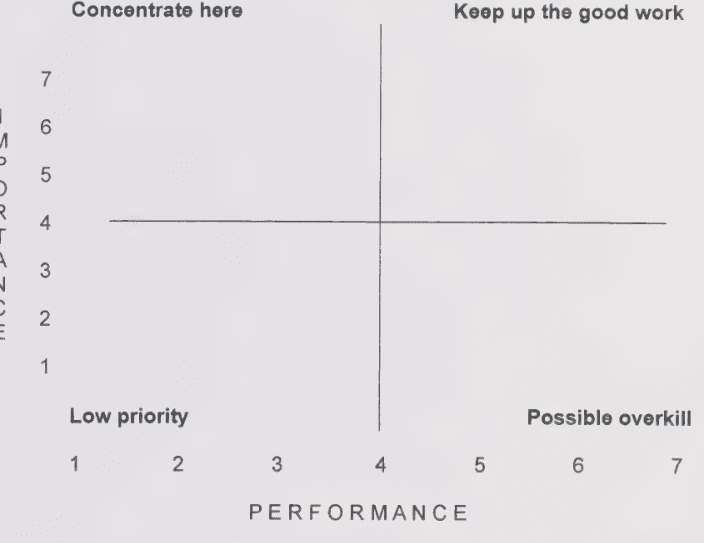 Concentrate here Keep up the good work
7
6
5
4
3
2
1
IMPORTANCE
Low priority Possible overkill
1 2 3 4 5 6 7
PERFORMANCE